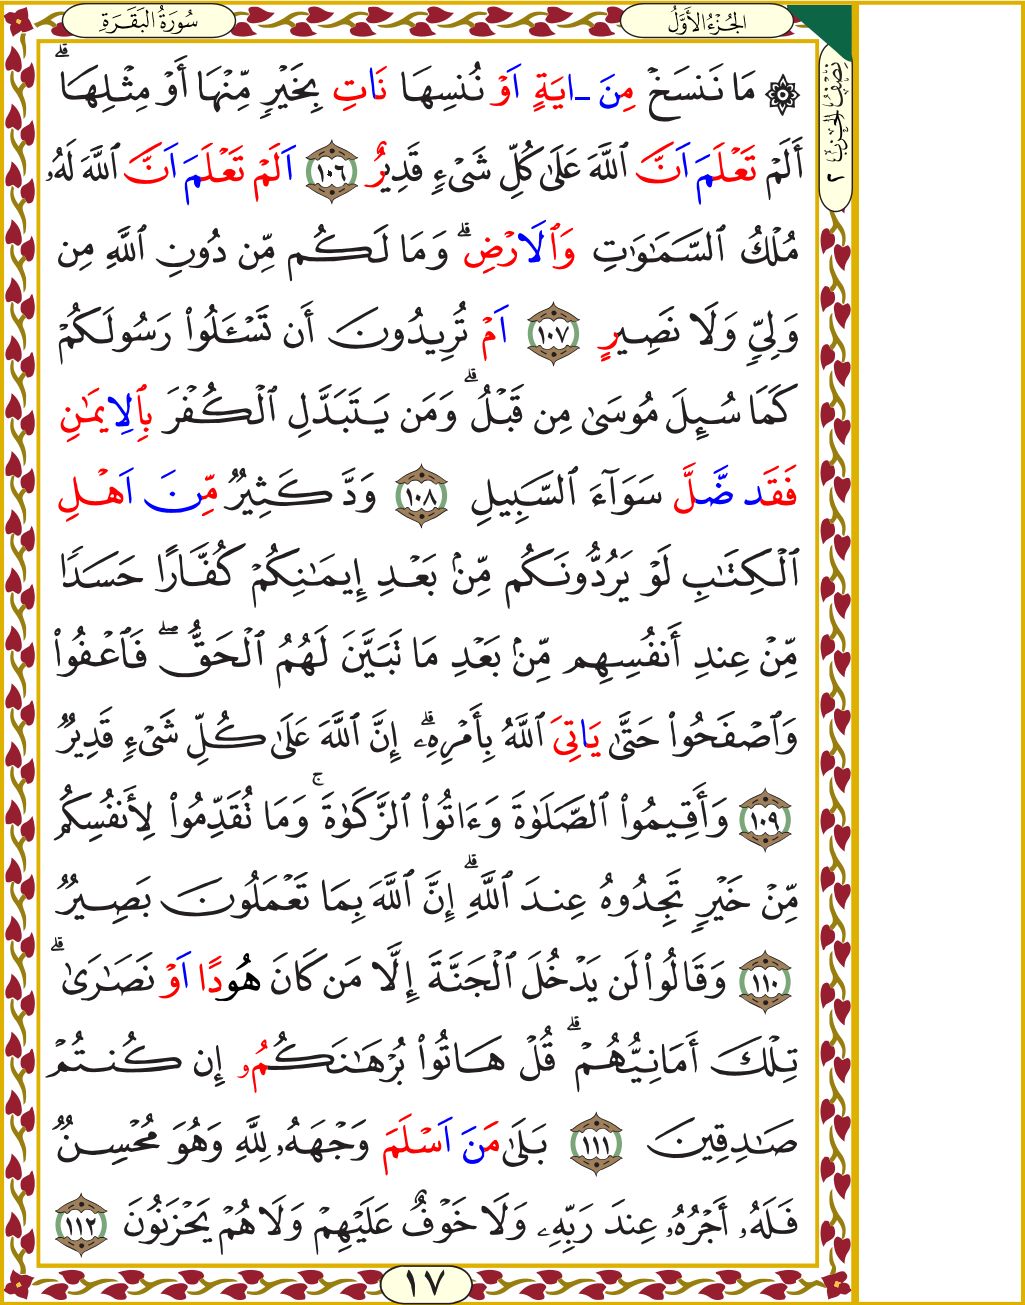 سُورَةُ البَقَرَةِ
الجُزْءُ الأَوَّلُ
نِصْفُ الحِزْبِ ٢
۞ مَا نَنسَخْ مِنَ ـ‍ايَةٍ اَوْ نُنسِهَا نَاتِ بِخَيْرٍ مِّنْهَا أَوْ مِثْلِهَا ۗ
أَلَمْ تَعْلَمَ اَنَّ ٱللَّهَ عَلَىٰ كُلِّ شَىْءٍ قَدِيرٌ ١٠٦ اَلَمْ تَعْلَمَ اَنَّ ٱللَّهَ لَهُۥ
مُلْكُ ٱلسَّمَٰوَٰتِ وَٱلَارْضِ ۗ وَمَا لَكُم مِّن دُونِ ٱللَّهِ مِن
وَلِىٍّ وَلَا نَصِيرٍ ١٠٧ اَمْ تُرِيدُونَ أَن تَسْـَٔلُوا۟ رَسُولَكُمْ
كَمَا سُئِلَ مُوسَىٰ مِن قَبْلُ ۗ وَمَن يَتَبَدَّلِ ٱلْكُفْرَ بِٱلِايمَٰنِ
فَقَد ضَّلَّ سَوَآءَ ٱلسَّبِيلِ ١٠٨ وَدَّ كَثِيرٌ مِّنَ اَهْلِ
ٱلْكِتَٰبِ لَوْ يَرُدُّونَكُم مِّنۢ بَعْدِ إِيمَٰنِكُمْ كُفَّارًا حَسَدًا
مِّنْ عِندِ أَنفُسِهِم مِّنۢ بَعْدِ مَا تَبَيَّنَ لَهُمُ ٱلْحَقُّ ۖ فَٱعْفُوا۟
وَٱصْفَحُوا۟ حَتَّىٰ يَاتِىَ ٱللَّهُ بِأَمْرِهِۦٓ ۗ إِنَّ ٱللَّهَ عَلَىٰ كُلِّ شَىْءٍ قَدِيرٌ
١٠٩ وَأَقِيمُوا۟ ٱلصَّلَوٰةَ وَءَاتُوا۟ ٱلزَّكَوٰةَ ۚ وَمَا تُقَدِّمُوا۟ لِأَنفُسِكُم
مِّنْ خَيْرٍ تَجِدُوهُ عِندَ ٱللَّهِ ۗ إِنَّ ٱللَّهَ بِمَا تَعْمَلُونَ بَصِيرٌ
١١٠ وَقَالُوا۟ لَن يَدْخُلَ ٱلْجَنَّةَ إِلَّا مَن كَانَ هُودًا اَوْ نَصَٰرَىٰ ۗ
تِلْكَ أَمَانِيُّهُمْ ۗ قُلْ هَاتُوا۟ بُرْهَٰنَكُمُۥ إِن كُنتُمْ
صَٰدِقِينَ ١١١ بَلَىٰ مَنَ اَسْلَمَ وَجْهَهُۥ لِلَّهِ وَهُوَ مُحْسِنٌ
فَلَهُۥٓ أَجْرُهُۥ عِندَ رَبِّهِۦ وَلَا خَوْفٌ عَلَيْهِمْ وَلَا هُمْ يَحْزَنُونَ ١١٢
١٧